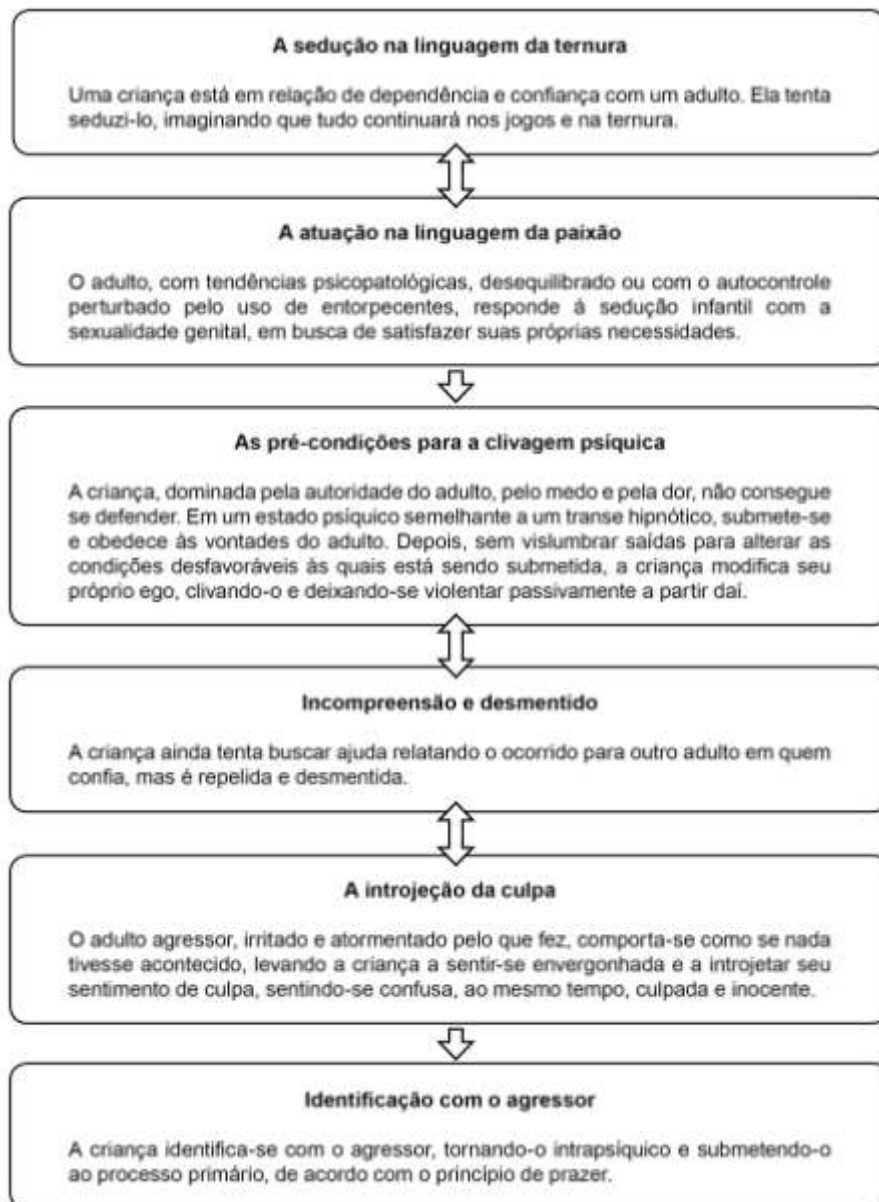 A sedução na linguagem da ternura
Uma criança está em relação de dependência e confiança com um adulto. Ela tenta
seduzi-lo, imaginando que tudo continuará nos jogos e na ternura.
A atuação na linguagem da paixão
O adulto, com tendências psicopatológicas, desequilibrado ou com o autocontrole
perturbado pelo uso de entorpecentes, responde à sedução infantil com a
sexualidade genital, em busca de satisfazer suas próprias necessidades.
As pré-condições para a clivagem psíquica
A criança, dominada pela autoridade do adulto, pelo medo e pela dor, não consegue
se defender. Em um estado psíquico semelhante a um transe hipnótico, submete-se
e obedece às vontades do adulto. Depois, sem vislumbrar saídas para alterar as
condições desfavoráveis às quais está sendo submetida, a criança modifica seu
próprio ego, clivando-o e deixando-se violentar passivamente a partir daí.
Incompreensão e desmentido
A criança ainda tenta buscar ajuda relatando o ocorrido para outro adulto em quem
confia, mas é repelida e desmentida.
A introjeção da culpa
O adulto agressor, irritado e atormentado pelo que fez, comporta-se como se nada
tivesse acontecido, levando a criança a sentir-se envergonhada e a introjetar seu
sentimento de culpa, sentindo-se confusa, ao mesmo tempo, culpada e inocente.
Identificação com o agressor
A criança identifica-se com o agressor, tornando-o intrapsíquico e submetendo-o
ao processo primário, de acordo com o princípio de prazer.